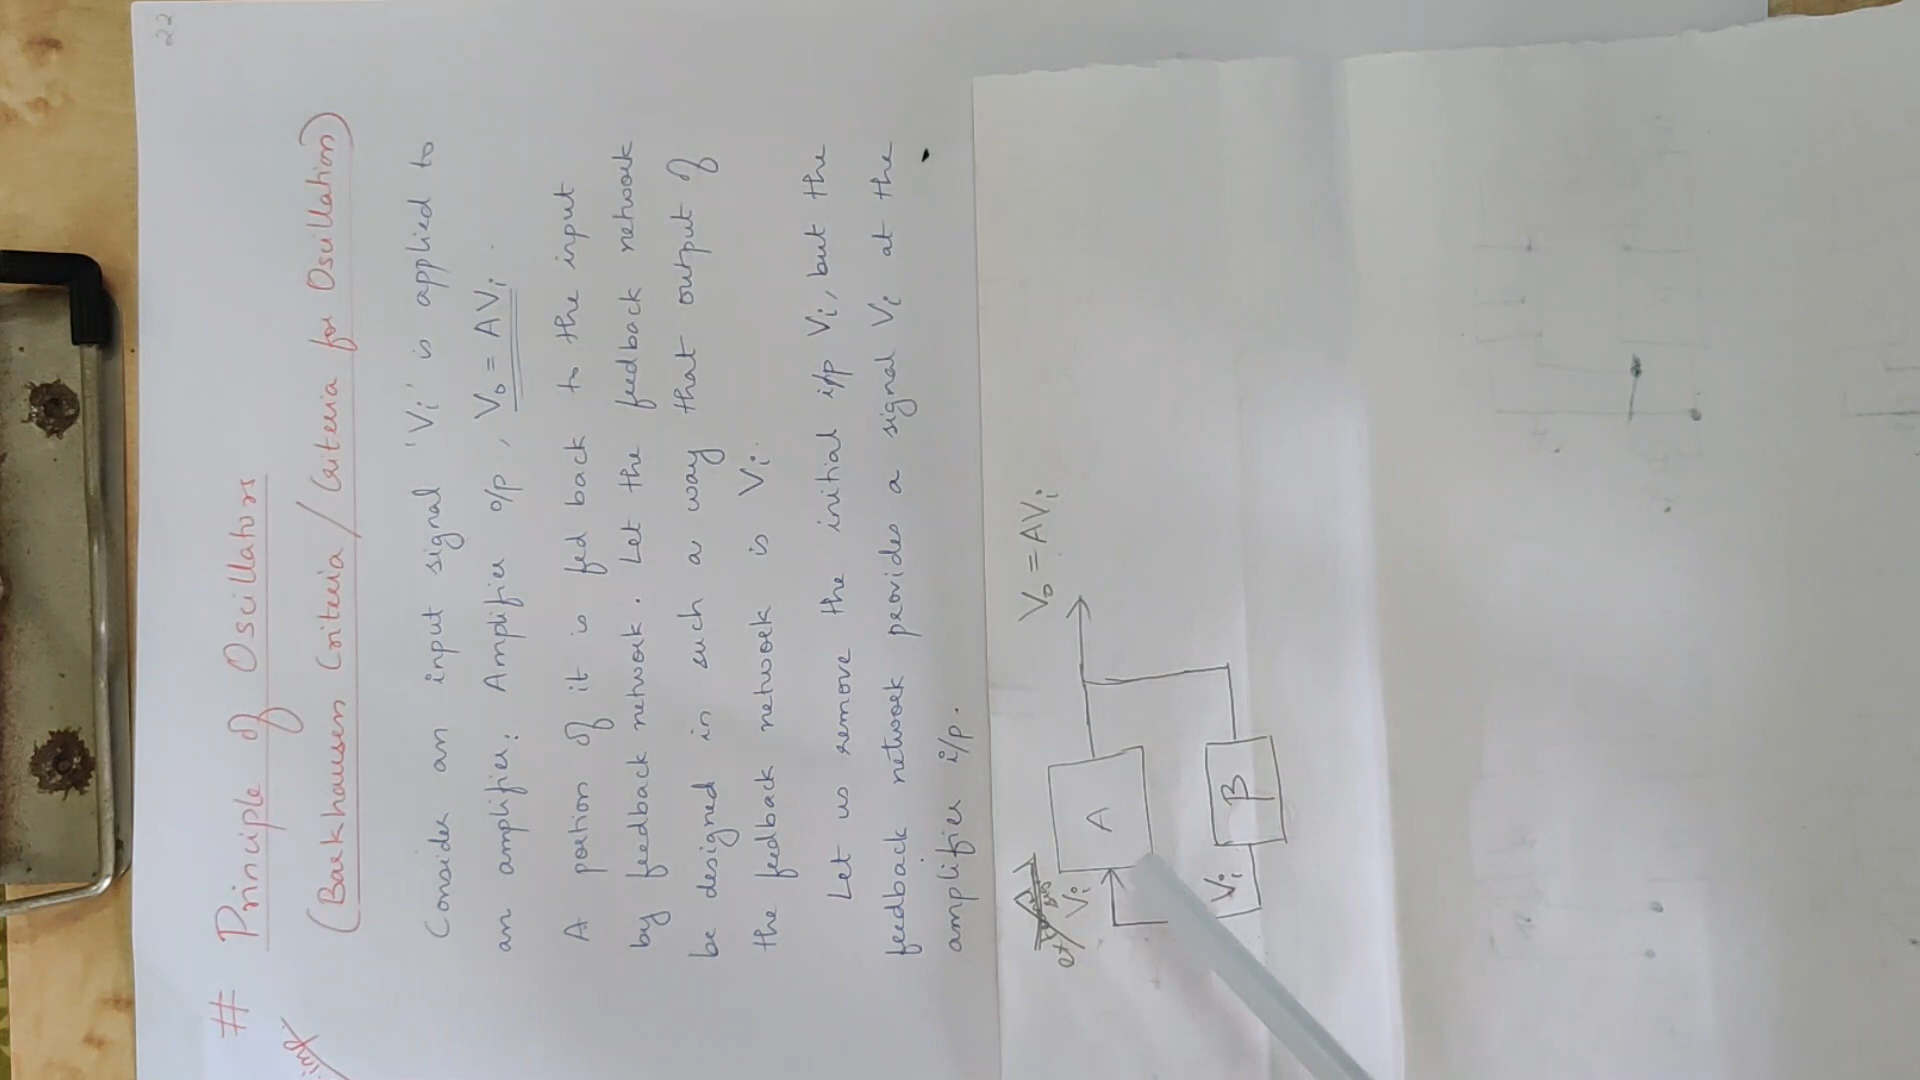 22
# Principle of Oscillators
(Barkhausen Criteria / Criteria for Oscillation)
Consider an input signal 'Vi' is applied to
an amplifier. Amplifier o/p, Vo = AVi.
A portion of it is fed back to the input
by feedback network. Let the feedback network
be designed in such a way that output of
the feedback network is Vi.
Let us remove the initial i/p Vi, but the
feedback network provides a signal Vi at the
amplifier i/p.
Vi
A
Vo = AVi
Vi
β